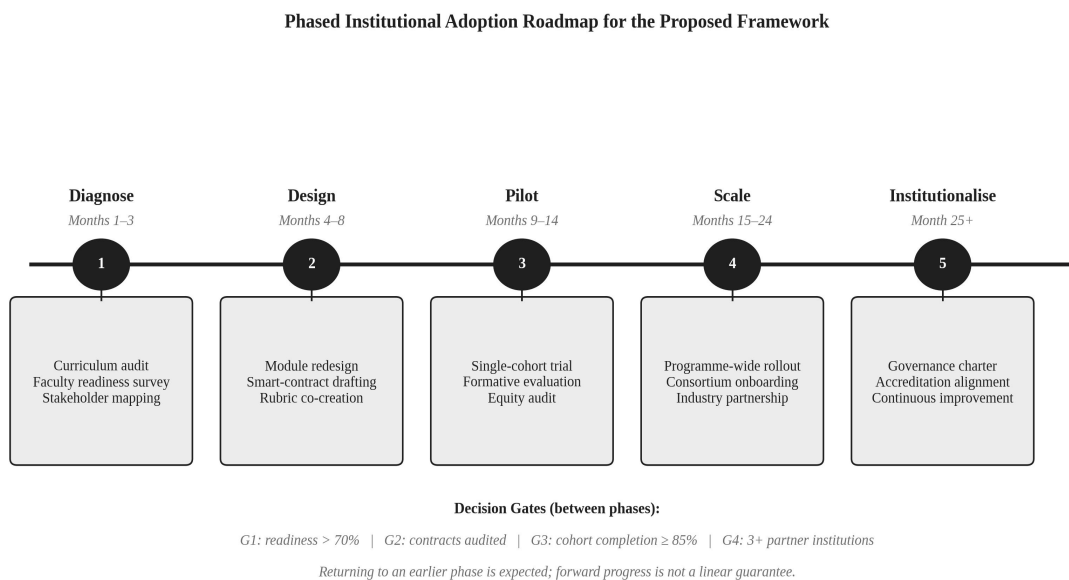 Phased Institutional Adoption Roadmap for the Proposed Framework
Diagnose
Months 1–3
1
Curriculum audit
Faculty readiness survey
Stakeholder mapping
Design
Months 4–8
2
Module redesign
Smart-contract drafting
Rubric co-creation
Pilot
Months 9–14
3
Single-cohort trial
Formative evaluation
Equity audit
Scale
Months 15–24
4
Programme-wide rollout
Consortium onboarding
Industry partnership
Institutionalise
Month 25+
5
Governance charter
Accreditation alignment
Continuous improvement
Decision Gates (between phases):
G1: readiness > 70% | G2: contracts audited | G3: cohort completion ≥ 85% | G4: 3+ partner institutions
Returning to an earlier phase is expected; forward progress is not a linear guarantee.